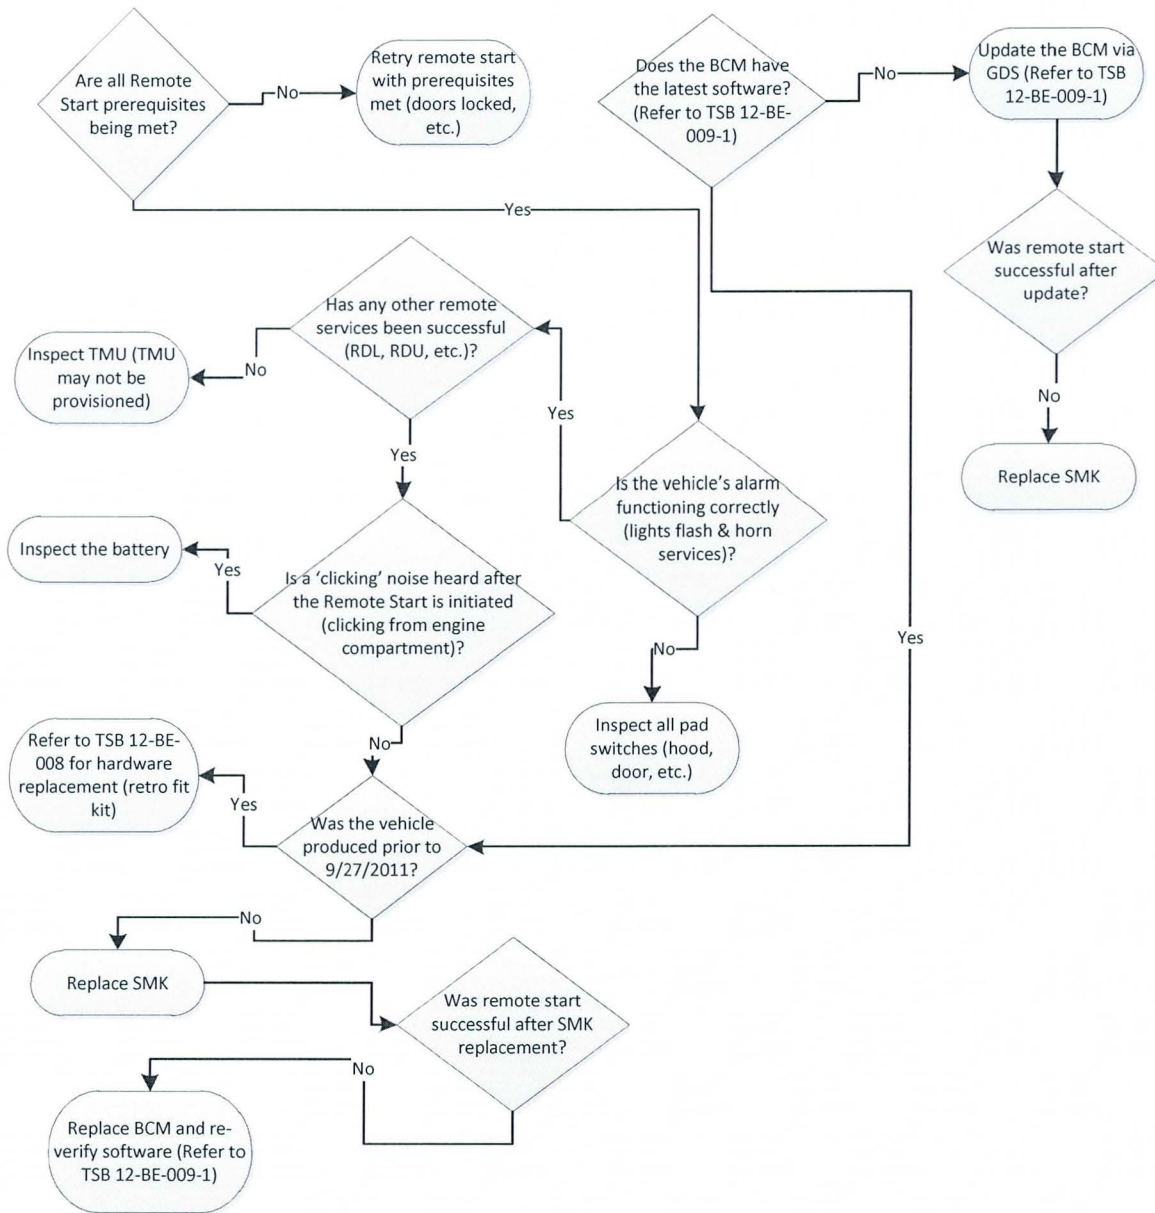 Are all Remote
Start prerequisites
being met?
No
Retry remote start
with prerequisites
met (doors locked,
etc.)
Does the BCM have
the latest software?
(Refer to TSB 12-BE-
009-1)
No
Update the BCM via
GDS (Refer to TSB
12-BE-009-1)
Yes
Was remote start
successful after
update?
No
Replace SMK
Has any other remote
services been successful
(RDL, RDU, etc.)?
No
Inspect TMU (TMU
may not be
provisioned)
Yes
Yes
Is the vehicle’s alarm
functioning correctly
(lights flash & horn
services)?
No
Inspect all pad
switches (hood,
door, etc.)
Is a ‘clicking’ noise heard after
the Remote Start is initiated
(clicking from engine
compartment)?
Yes
Inspect the battery
No
Yes
Was the vehicle
produced prior to
9/27/2011?
Yes
Refer to TSB 12-BE-
008 for hardware
replacement (retro fit
kit)
No
Replace SMK
Was remote start
successful after SMK
replacement?
No
Replace BCM and re-
verify software (Refer to
TSB 12-BE-009-1)